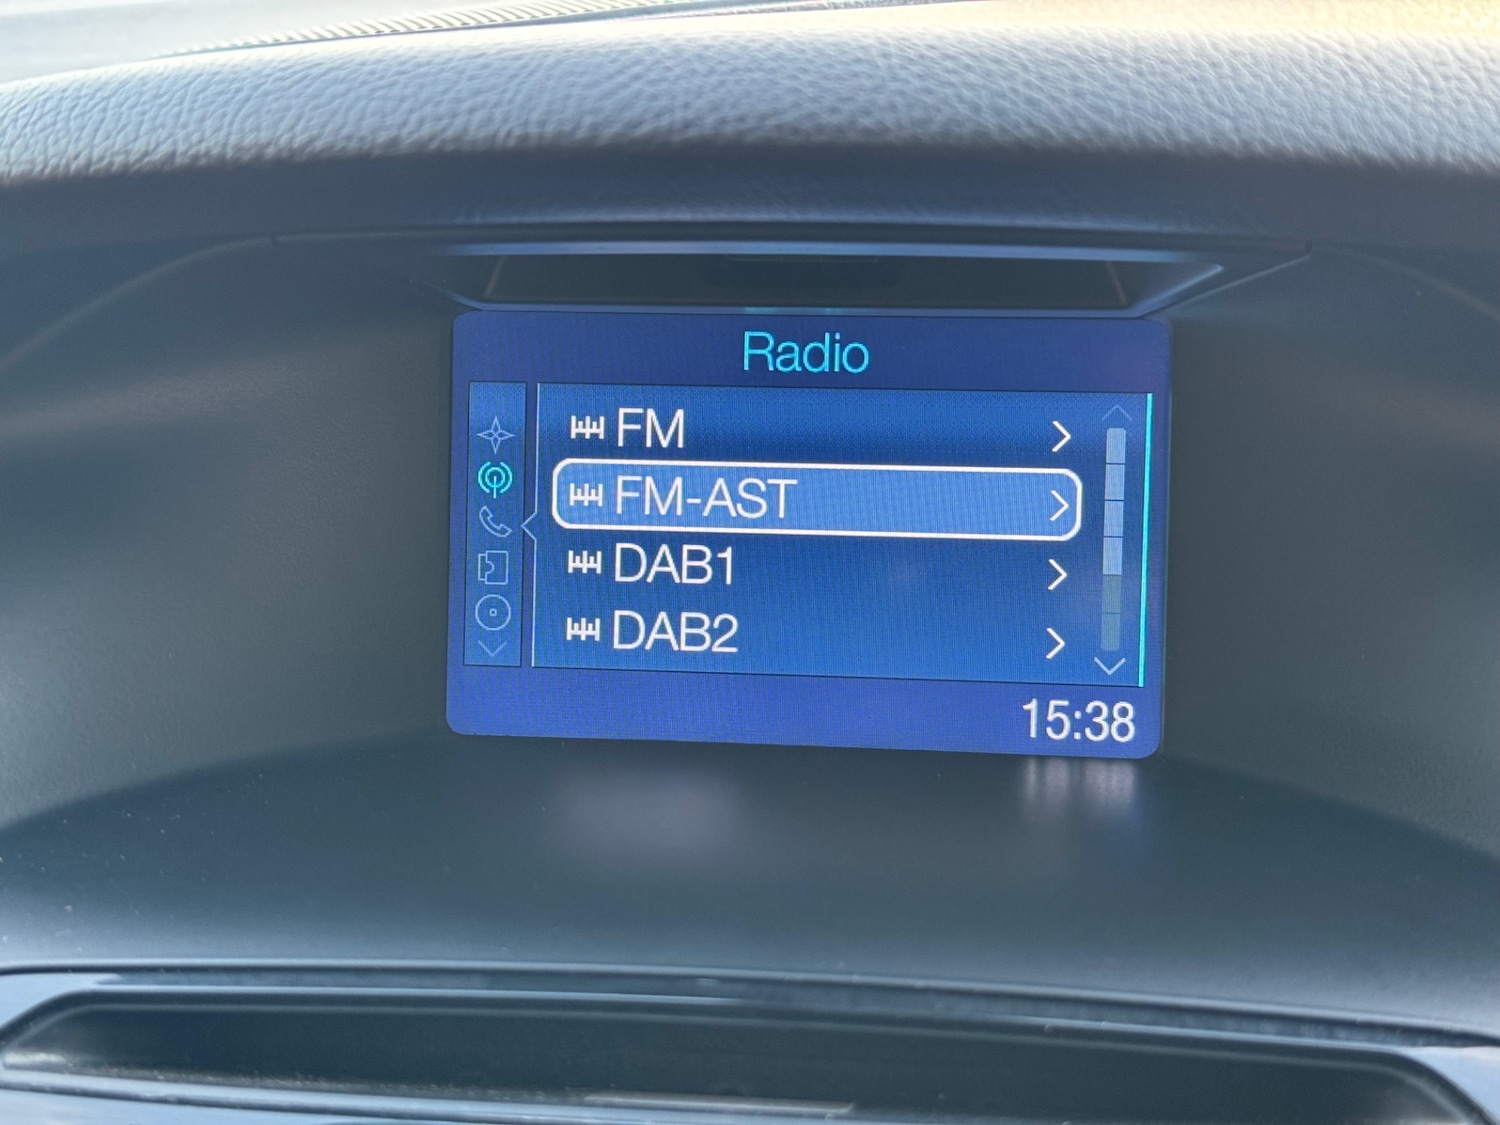 Radio
FM
FM-AST
DAB1
DAB2
15:38